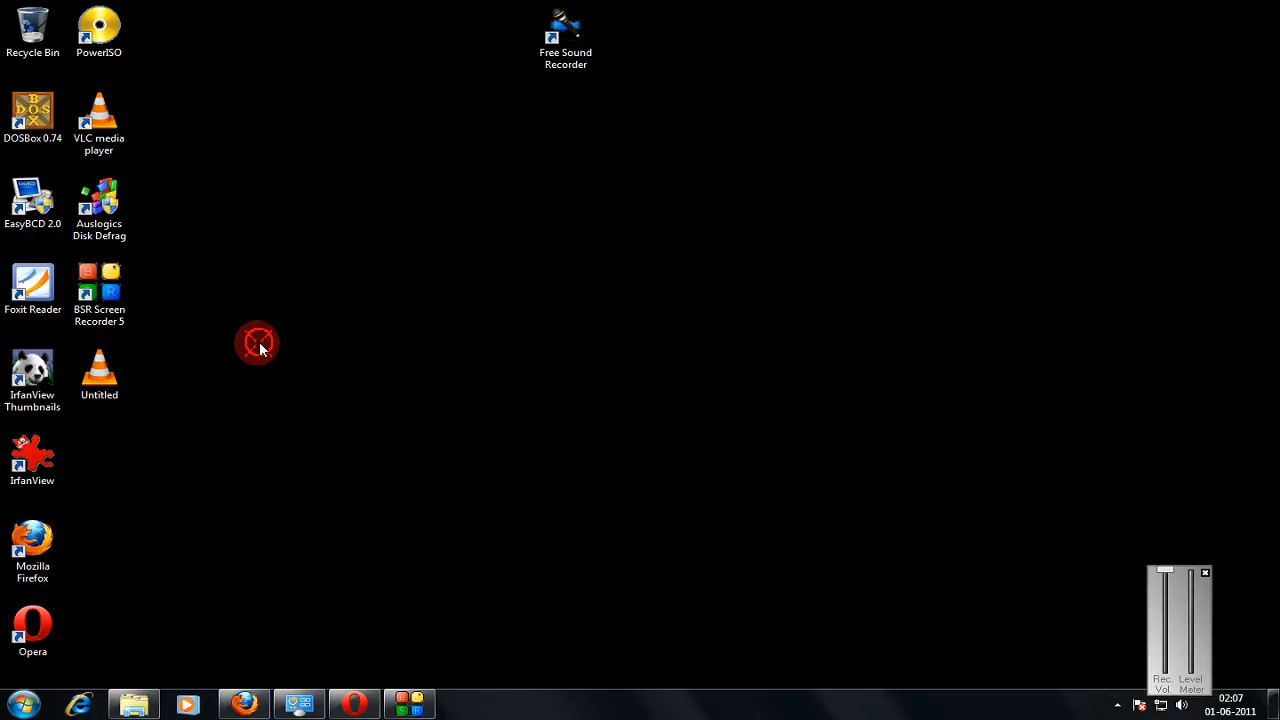 Recycle Bin
PowerISO
Free Sound
Recorder
BOX
DOS
DOSBox 0.74
VLC media
player
EasyBCD 2.0
Auslogics
Disk Defrag
Foxit Reader
BSR Screen
Recorder 5
IrfanView
Thumbnails
Untitled
IrfanView
Mozilla
Firefox
Opera
Rec.
Vol.
Level
Meter
02:07
01-06-2011